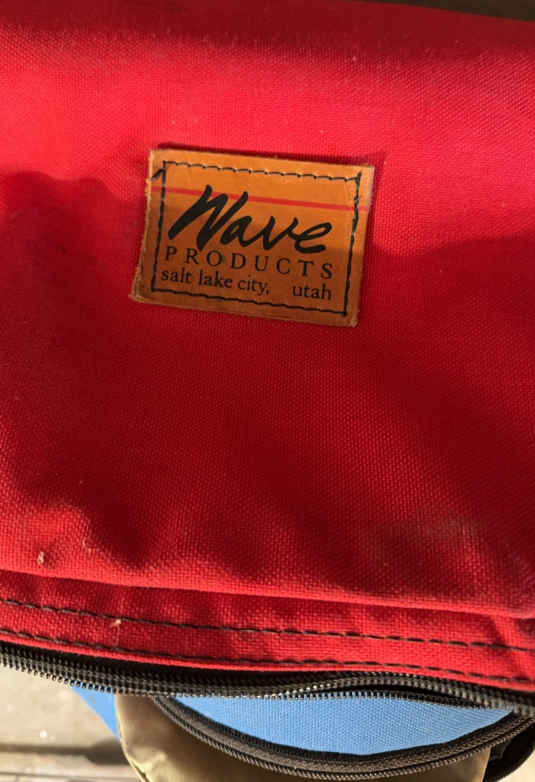 Wave
PRODUCTS
salt lake city, utah